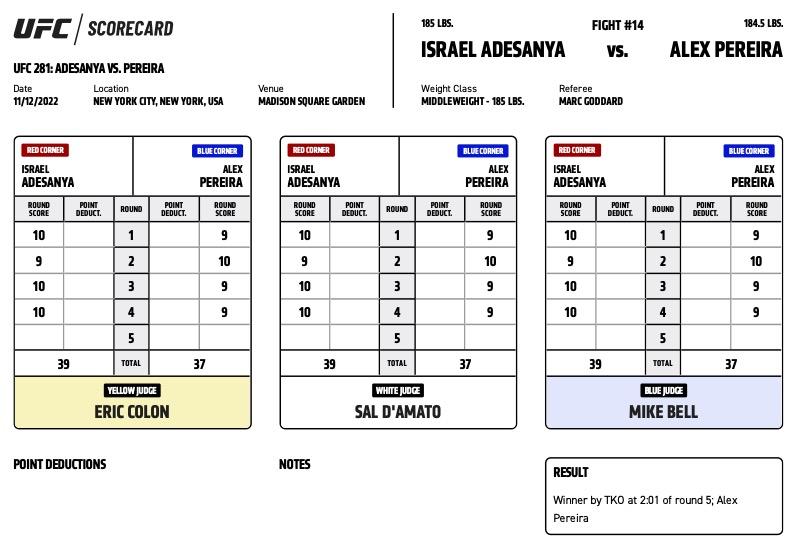 UFC / SCORECARD
UFC 281: ADESANYA VS. PEREIRA
Date Location Venue
11/12/2022 NEW YORK CITY, NEW YORK, USA MADISON SQUARE GARDEN
185 LBS. FIGHT #14 184.5 LBS.
ISRAEL ADESANYA VS. ALEX PEREIRA
Weight Class Referee
MIDDLEWEIGHT - 185 LBS. MARC GODDARD
RED CORNER BLUE CORNER
ISRAEL ALEX
ADESANYA PEREIRA
ROUND SCORE POINT DEDUCT. ROUND POINT DEDUCT. ROUND SCORE
10 1 9
9 2 10
10 3 9
10 4 9
5
39 TOTAL 37
YELLOW JUDGE
ERIC COLON
RED CORNER BLUE CORNER
ISRAEL ALEX
ADESANYA PEREIRA
ROUND SCORE POINT DEDUCT. ROUND POINT DEDUCT. ROUND SCORE
10 1 9
9 2 10
10 3 9
10 4 9
5
39 TOTAL 37
WHITE JUDGE
SAL D'AMATO
RED CORNER BLUE CORNER
ISRAEL ALEX
ADESANYA PEREIRA
ROUND SCORE POINT DEDUCT. ROUND POINT DEDUCT. ROUND SCORE
10 1 9
9 2 10
10 3 9
10 4 9
5
39 TOTAL 37
BLUE JUDGE
MIKE BELL
POINT DEDUCTIONS
NOTES
RESULT
Winner by TKO at 2:01 of round 5; Alex
Pereira